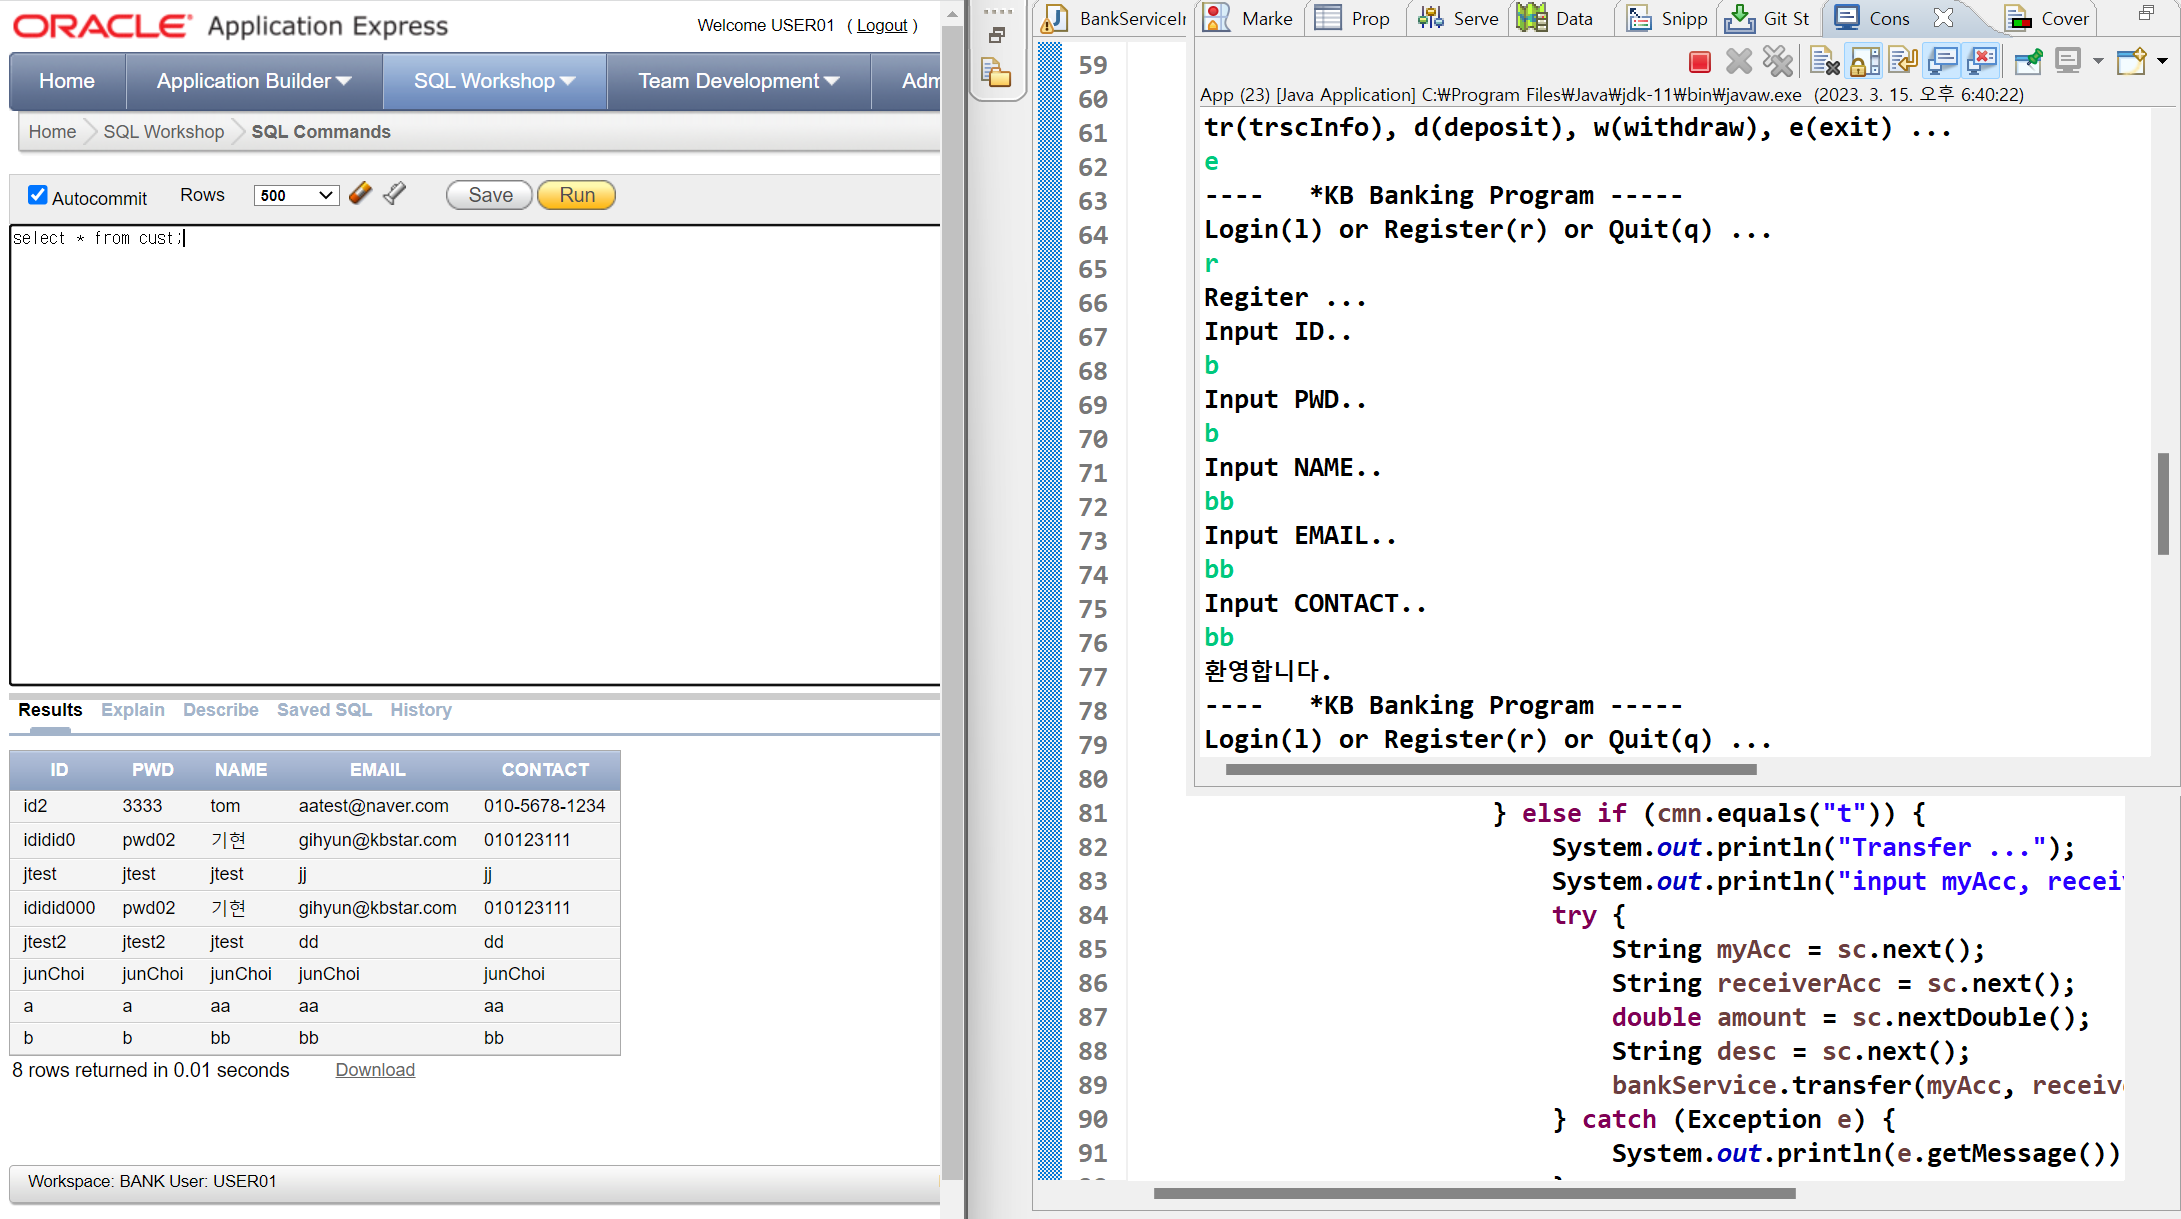 ORACLE Application Express
Welcome USER01 ( Logout )
Home
Application Builder
SQL Workshop
Team Development
Home
SQL Workshop
SQL Commands
Autocommit
Rows
500
Save
Run
select * from cust;
Results
Explain
Describe
Saved SQL
History
ID PWD NAME EMAIL CONTACT
id2 3333 tom aatest@naver.com 010-5678-1234
ididid0 pwd02 기현 gihyun@kbstar.com 010123111
jtest jtest jtest jj jj
ididid000 pwd02 기현 gihyun@kbstar.com 010123111
jtest2 jtest2 jtest dd dd
junChoi junChoi junChoi junChoi junChoi
a a aa aa aa
b b bb bb bb
8 rows returned in 0.01 seconds
Download
Workspace: BANK User: USER01
Marke
Prop
Serve
Data
Snipp
Git St
Cons
Cover
App (23) [Java Application] C:₩Program Files₩Java₩jdk-11₩bin₩javaw.exe (2023. 3. 15. 오후 6:40:22)
tr(trscInfo), d(deposit), w(withdraw), e(exit) ...
e
---- *KB Banking Program -----
Login(l) or Register(r) or Quit(q) ...
r
Regiter ...
Input ID..
b
Input PWD..
b
Input NAME..
bb
Input EMAIL..
bb
Input CONTACT..
bb
환영합니다.
---- *KB Banking Program -----
Login(l) or Register(r) or Quit(q) ...
59
60
61
62
63
64
65
66
67
68
69
70
71
72
73
74
75
76
77
78
79
80
81 } else if (cmn.equals("t")) {
82 System.out.println("Transfer ...");
83 System.out.println("input myAcc,
84 try {
85 String myAcc = sc.next();
86 String receiverAcc = sc.next();
87 double amount = sc.nextDouble();
88 String desc = sc.next();
89 bankService.transfer(myAcc,
90 } catch (Exception e) {
91 System.out.println(e.getMessage())